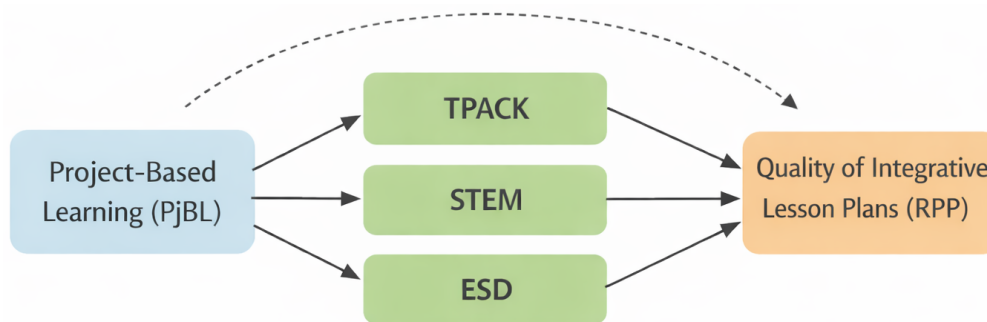 TPACK
Project-Based
Learning (PjBL)
STEM
Quality of Integrative
Lesson Plans (RPP)
ESD